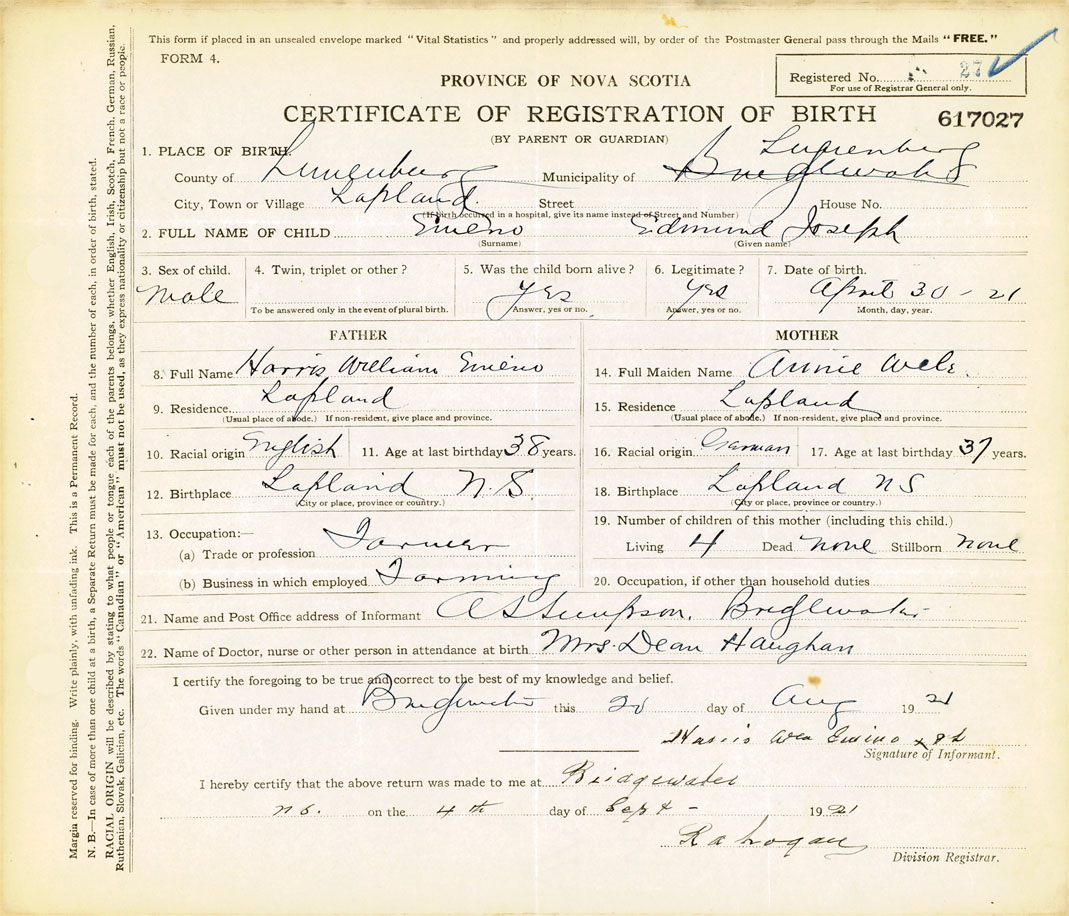 This form if placed in an unsealed envelope marked "Vital Statistics" and properly addressed will, by order of the Postmaster General pass through the Mails "FREE."
FORM 4.
PROVINCE OF NOVA SCOTIA
Registered No. 27
For use of Registrar General only.
CERTIFICATE OF REGISTRATION OF BIRTH
617027
(BY PARENT OR GUARDIAN)
1. PLACE OF BIRTH.
County of Lunenburg Municipality of Bridgewater Lunenberg
City, Town or Village Lapland. Street House No.
(If birth occurred in a hospital, give its name instead of Street and Number)
2. FULL NAME OF CHILD Emeno Edmund Joseph
(Surname) (Given name)
3. Sex of child. 4. Twin, triplet or other? 5. Was the child born alive? 6. Legitimate? 7. Date of birth.
Male Yes Yes April 30 - 21
To be answered only in the event of plural birth. Answer, yes or no. Answer, yes or no. Month, day, year.
FATHER
8. Full Name Harris William Emeno
9. Residence Lapland
(Usual place of abode.) If non-resident, give place and province.
10. Racial origin English 11. Age at last birthday 38 years.
12. Birthplace Lapland N.S.
(City or place, province or country.)
13. Occupation:—
(a) Trade or profession Farmer
(b) Business in which employed Farming
MOTHER
14. Full Maiden Name Annie
15. Residence Lapland
(Usual place of abode.) If non-resident, give place and province.
16. Racial origin German 17. Age at last birthday 37 years.
18. Birthplace Lapland NS
(City or place, province or country.)
19. Number of children of this mother (including this child.)
Living 4 Dead None Stillborn None
20. Occupation, if other than household duties
21. Name and Post Office address of Informant Bridgewater
22. Name of Doctor, nurse or other person in attendance at birth Mrs. Dean Haughan
I certify the foregoing to be true and correct to the best of my knowledge and belief.
Given under my hand at Bridgewater this 20 day of Aug 1921
Harris Emino
Signature of Informant.
I hereby certify that the above return was made to me at Bridgewater
NS. on the 4th day of Sept - 1921
Division Registrar.
Margia reserved for binding. Write plainly, with unfading ink. This is a Permanent Record.
N. B.—In case of more than one child at a birth, a Separate Return must be made for each, and the number of each, in order of birth, stated.
RACIAL ORIGIN will be described by stating to what people or tongue each of the parents belongs, whether English, Irish, Scotch, French, German, Russian,
Ruthenian, Slovak, Galician, etc. The words "Canadian" or "American" must not be used, as they express nationality or citizenship but not a race or people.